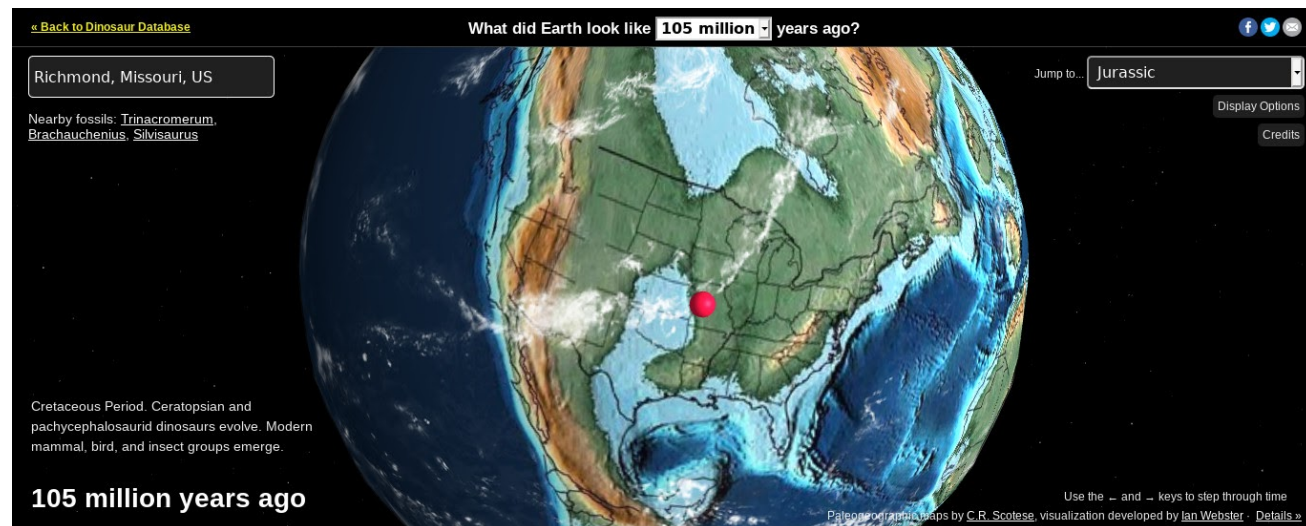 « Back to Dinosaur Database
What did Earth look like 105 million years ago?
Richmond, Missouri, US
Jump to... Jurassic
Display Options
Nearby fossils: Trinacromerum,
Brachauchenius, Silvisaurus
Credits
Cretaceous Period. Ceratopsian and
pachycephalosaurid dinosaurs evolve. Modern
mammal, bird, and insect groups emerge.
105 million years ago
Use the ← and → keys to step through time
Paleogeographic maps by C.R. Scotese, visualization developed by Ian Webster · Details »